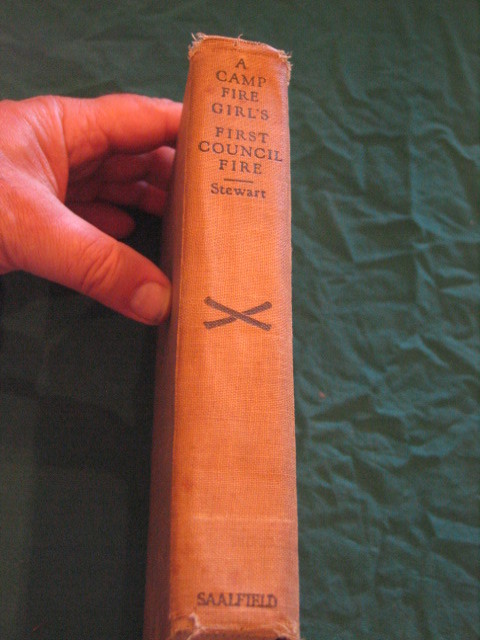 A
CAMP
FIRE
GIRL'S
FIRST
COUNCIL
FIRE
Stewart
SAALFIELD